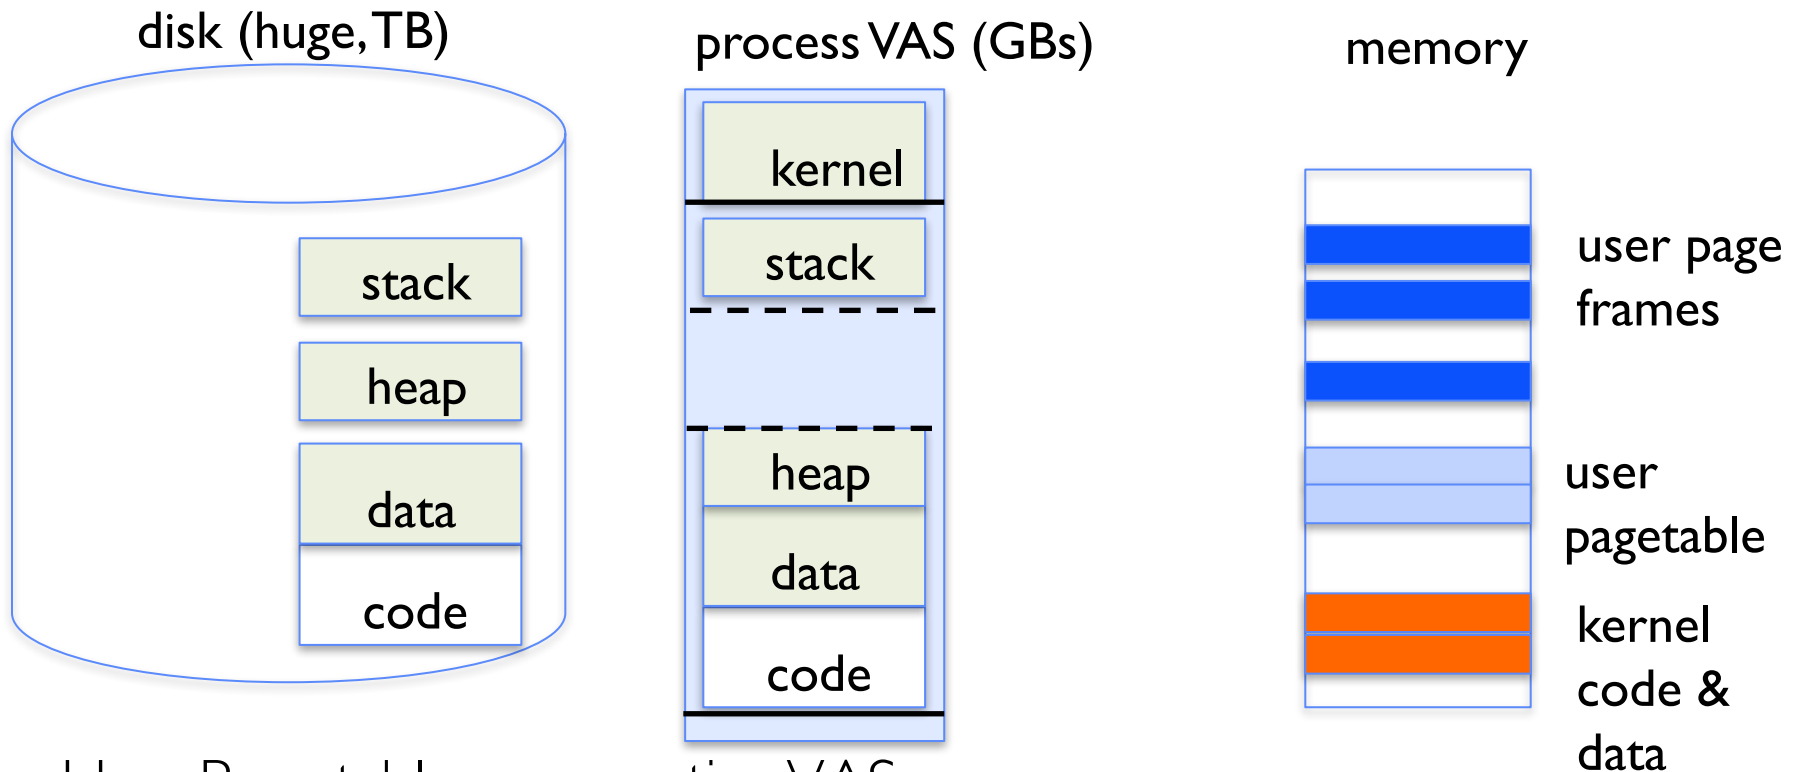 disk (huge, TB)
process VAS (GBs)
memory
stack
heap
data
code
kernel
stack
heap
data
code
user page
frames
user
pagetable
kernel
code &
data
VAS